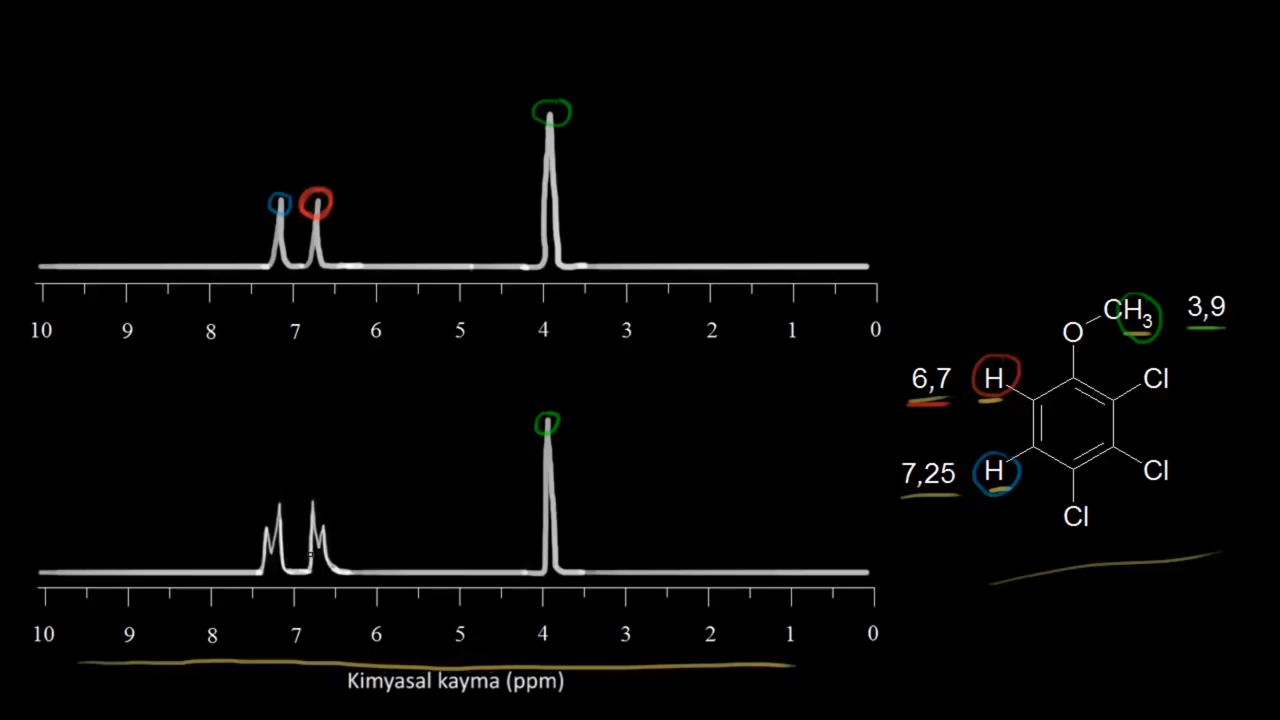 10 9 8 7 6 5 4 3 2 1 0
10 9 8 7 6 5 4 3 2 1 0
Kimyasal kayma (ppm)
CH3 3,9
O
6,7 H Cl
7,25 H Cl
Cl